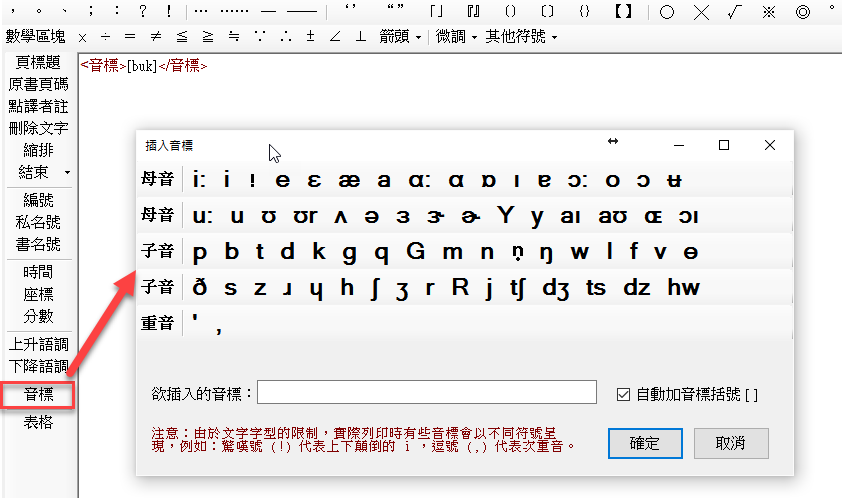 ， 。 、 ； ： ？ ！ … …… — —— ‘’ “” 「」 『』 （） 〔〕 {} 【】 ○ ╳ √ ※ ◎ °
數學區塊 × ÷ = ≠ ≦ ≧ ≒ ∵ ∴ ± ∠ ⊥ 箭頭 微調 其他符號
頁標題
原書頁碼
點譯者註
刪除文字
縮排
結束
編號
私名號
書名號
時間
座標
分數
上升語調
下降語調
音標
表格
<音標>[buk]</音標>
插入音標
母音 iː i ! e ɛ æ a ɑː ɑ ɒ ı ɐ ɔː o ɔ ʉ
母音 uː u ʊ ʊr ʌ ə ɜ ɝ ɚ Y y aı aʊ ɶ ɔı
子音 p b t d k g q G m n ṇ ŋ w l f v ɵ
子音 ð s z ɹ ɥ h ʃ ʒ r R j tʃ dʒ ts dz hw
重音 ' ,
欲插入的音標：
自動加音標括號 [ ]
注意：由於文字字型的限制，實際列印時有些音標會以不同符號呈
現，例如：驚嘆號 (!) 代表上下顛倒的 i ，逗號 (,) 代表次重音。
確定 取消